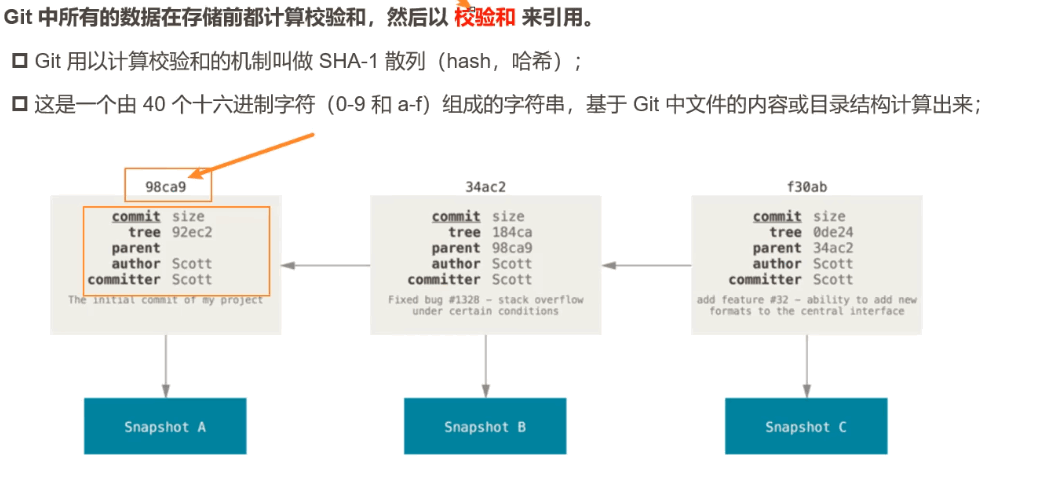 Git 中所有的数据在存储前都计算校验和，然后以 校验和 来引用。
Git 用以计算校验和的机制叫做 SHA-1 散列（hash，哈希）；
这是一个由 40 个十六进制字符（0-9 和 a-f）组成的字符串，基于 Git 中文件的内容或目录结构计算出来；
98ca9
commit size
tree 92ec2
parent
author Scott
committer Scott
The initial commit of my project
Snapshot A
34ac2
commit size
tree 184ca
parent 98ca9
author Scott
committer Scott
Fixed bug #1328 – stack overflow
under certain conditions
Snapshot B
f30ab
commit size
tree 0de24
parent 34ac2
author Scott
committer Scott
add feature #32 – ability to add new
formats to the central interface
Snapshot C